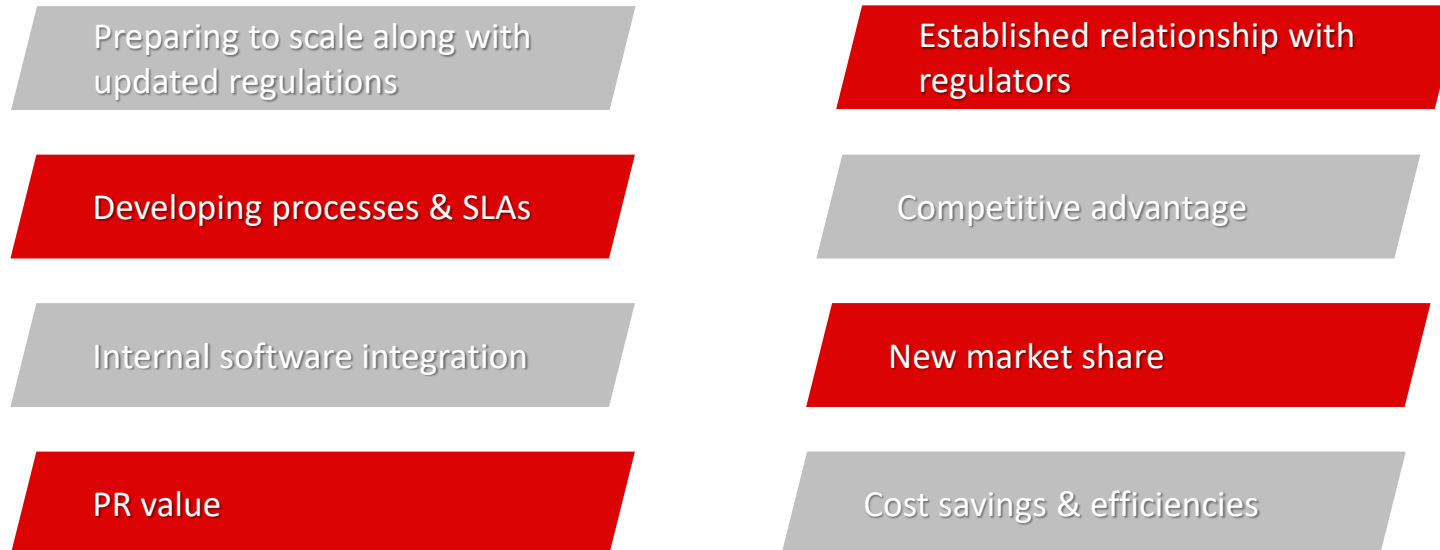 Preparing to scale along with
updated regulations
Established relationship with
regulators
Developing processes & SLAs
Competitive advantage
Internal software integration
New market share
PR value
Cost savings & efficiencies